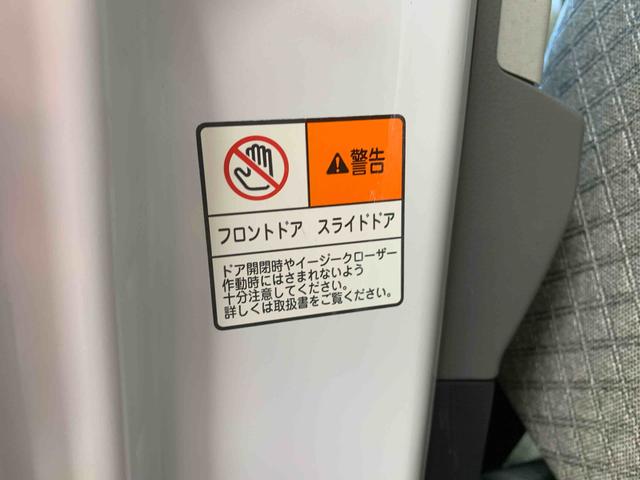 警告
フロントドア スライドドア
ドア開閉時やイージークローザー
作動時にはさまれないよう
十分注意してください。
詳しくは取扱書をご覧ください。